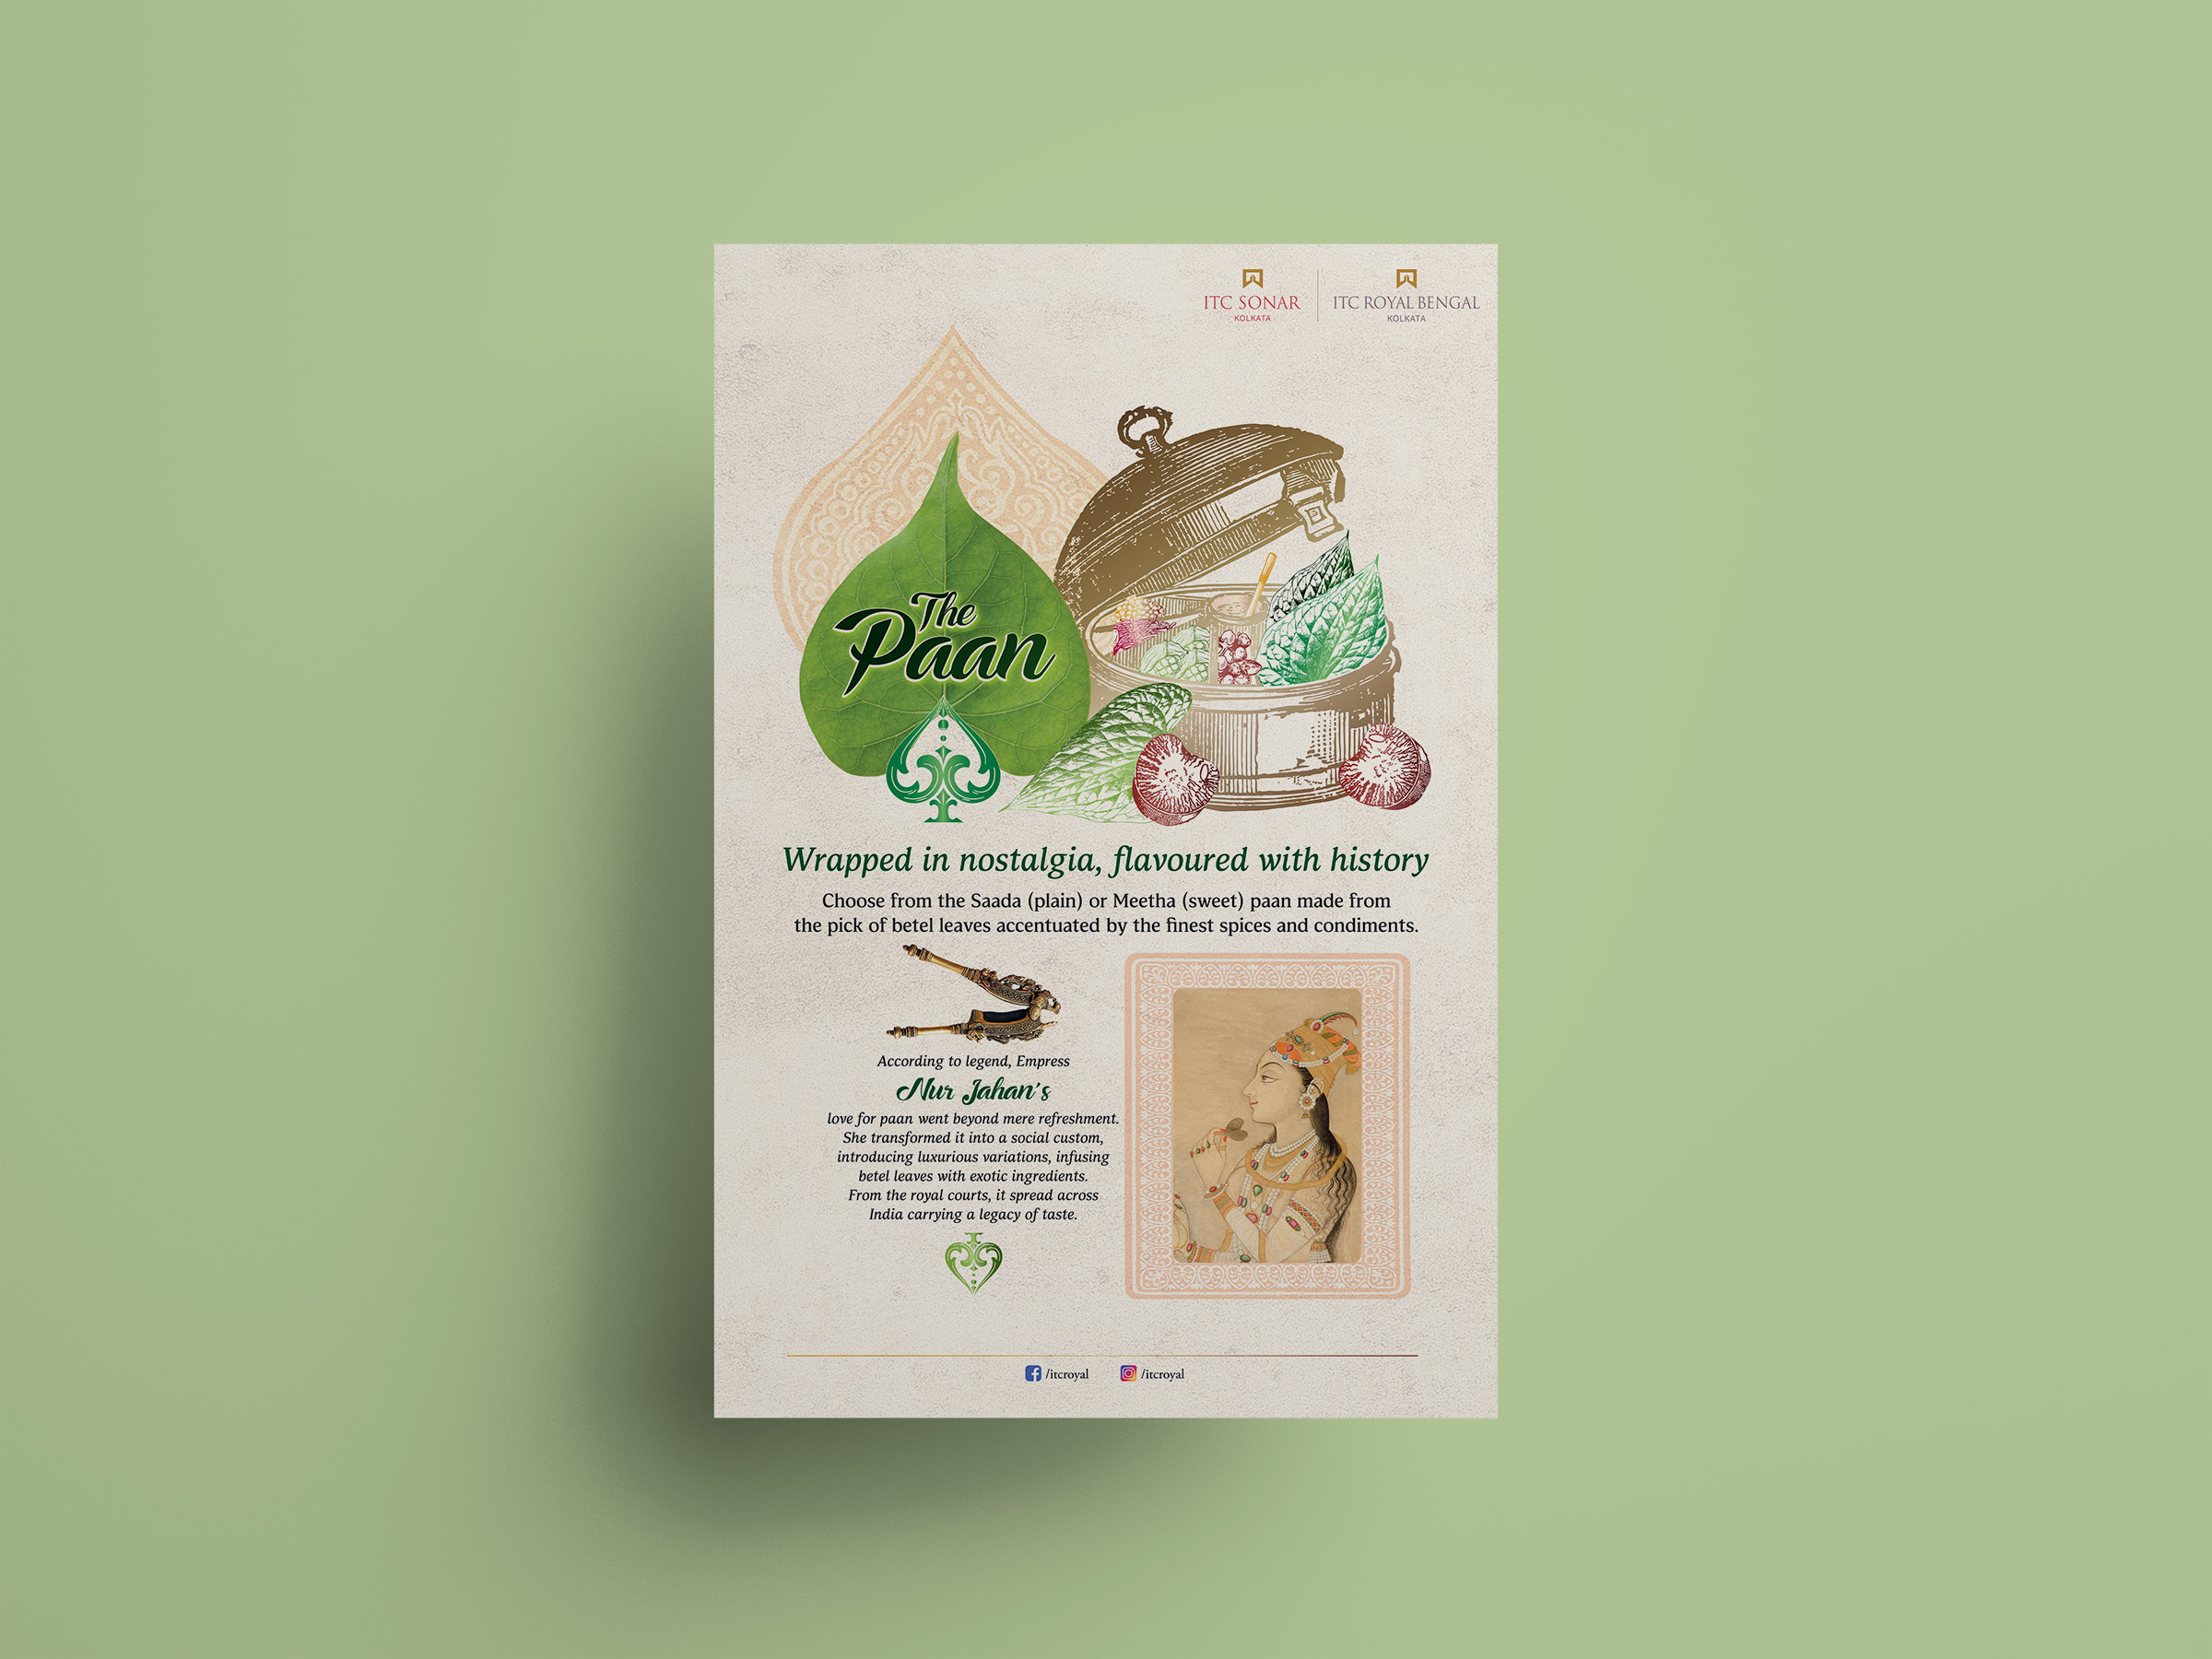 ITC SONAR
KOLKATA
ITC ROYAL BENGAL
KOLKATA
The
Paan
Wrapped in nostalgia, flavoured with history
Choose from the Saada (plain) or Meetha (sweet) paan made from
the pick of betel leaves accentuated by the finest spices and condiments.
According to legend, Empress
Nur Jahan's
love for paan went beyond mere refreshment.
She transformed it into a social custom,
introducing luxurious variations, infusing
betel leaves with exotic ingredients.
From the royal courts, it spread across
India carrying a legacy of taste.
/itcroyal
/itcroyal